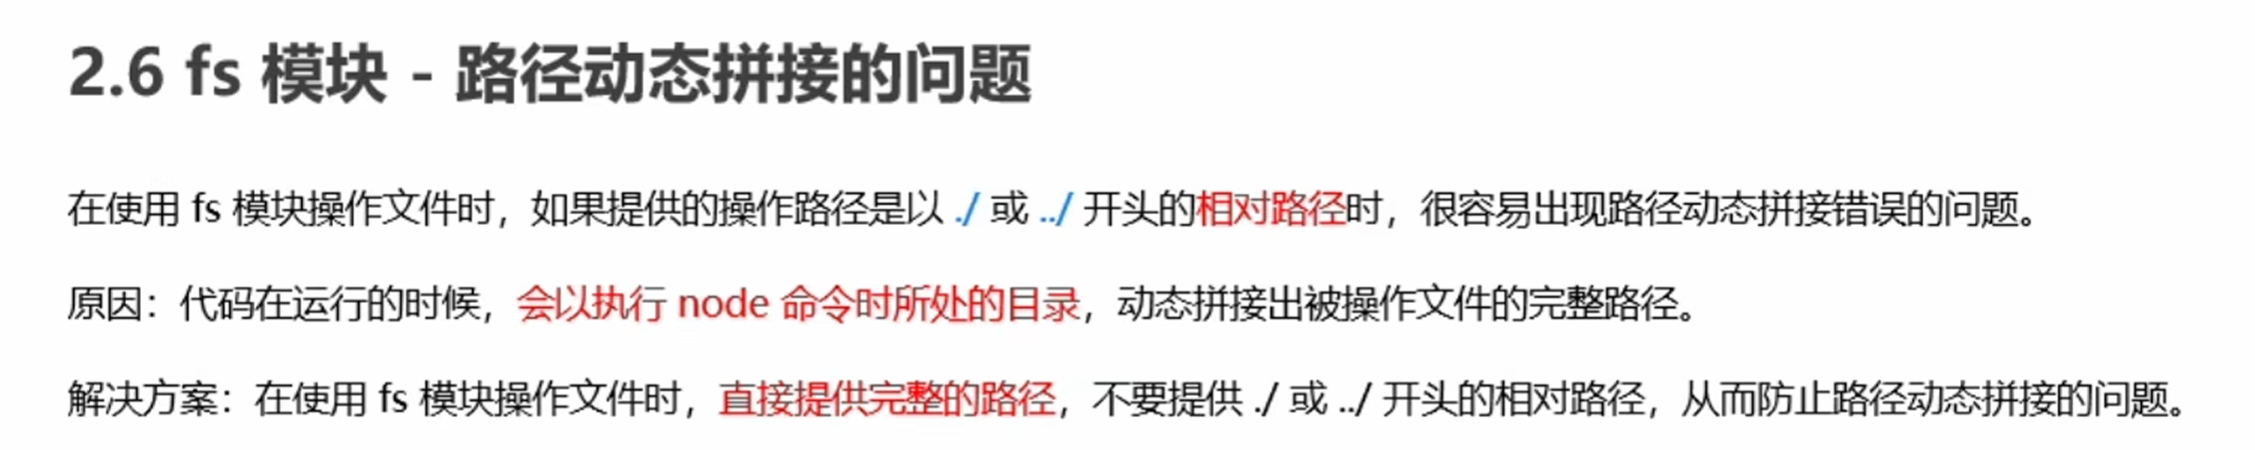 2.6 fs 模块 - 路径动态拼接的问题
在使用 fs 模块操作文件时，如果提供的操作路径是以 ./ 或 ../ 开头的相对路径时，很容易出现路径动态拼接错误的问题。
原因：代码在运行的时候，会以执行 node 命令时所处的目录，动态拼接出被操作文件的完整路径。
解决方案：在使用 fs 模块操作文件时，直接提供完整的路径，不要提供 ./ 或 ../ 开头的相对路径，从而防止路径动态拼接的问题。